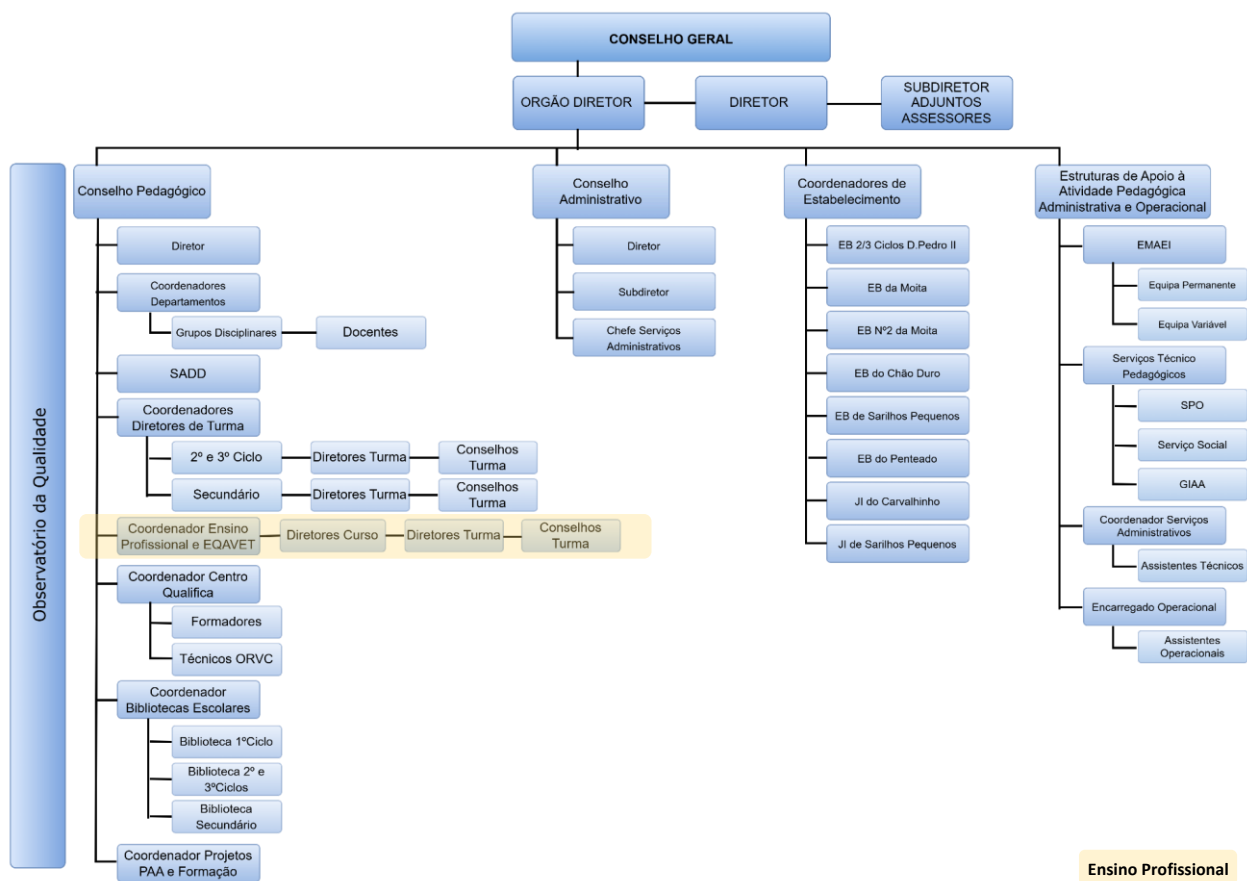 CONSELHO GERAL
ORGÃO DIRETOR
DIRETOR
SUBDIRETOR
ADJUNTOS
ASSESSORES
Observatório da Qualidade
Conselho Pedagógico
Diretor
Coordenadores
Departamentos
Grupos Disciplinares
Docentes
SADD
Coordenadores
Diretores de Turma
2º e 3º Ciclo
Diretores Turma
Conselhos
Turma
Secundário
Diretores Turma
Conselhos
Turma
Coordenador Ensino
Profissional e EQAVET
Diretores Curso
Diretores Turma
Conselhos
Turma
Coordenador Centro
Qualifica
Formadores
Técnicos ORVC
Coordenador
Bibliotecas Escolares
Biblioteca 1ºCiclo
Biblioteca 2º e
3ºCiclos
Biblioteca
Secundário
Coordenador Projetos
PAA e Formação
Conselho
Administrativo
Diretor
Subdiretor
Chefe Serviços
Administrativos
Coordenadores de
Estabelecimento
EB 2/3 Ciclos D.Pedro II
EB da Moita
EB Nº2 da Moita
EB do Chão Duro
EB de Sarilhos Pequenos
EB do Penteado
JI do Carvalhinho
JI de Sarilhos Pequenos
Estruturas de Apoio à
Atividade Pedagógica
Administrativa e Operacional
EMAEI
Equipa Permanente
Equipa Variável
Serviços Técnico
Pedagógicos
SPO
Serviço Social
GIAA
Coordenador Serviços
Administrativos
Assistentes Técnicos
Encarregado Operacional
Assistentes
Operacionais
Ensino Profissional